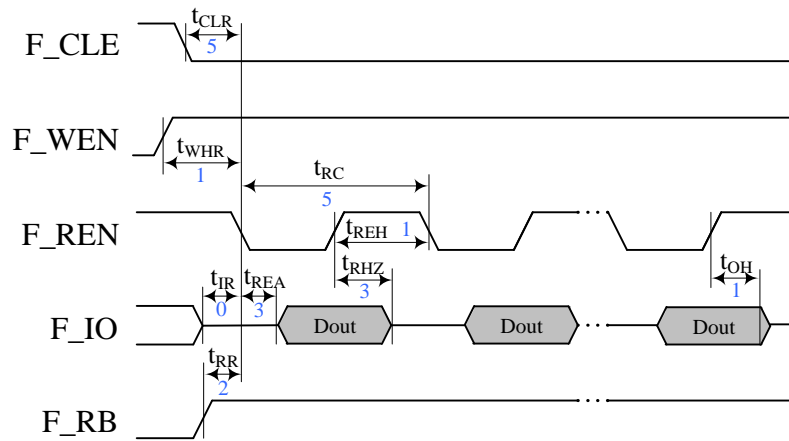 tCLR
F_CLE
5
F_WEN
tWHR
1
tRC
5
F_REN
tREH 1
tRHZ
3
tOH
1
tIR
0
tREA
3
F_IO
Dout
Dout
...
Dout
tRR
2
F_RB
...